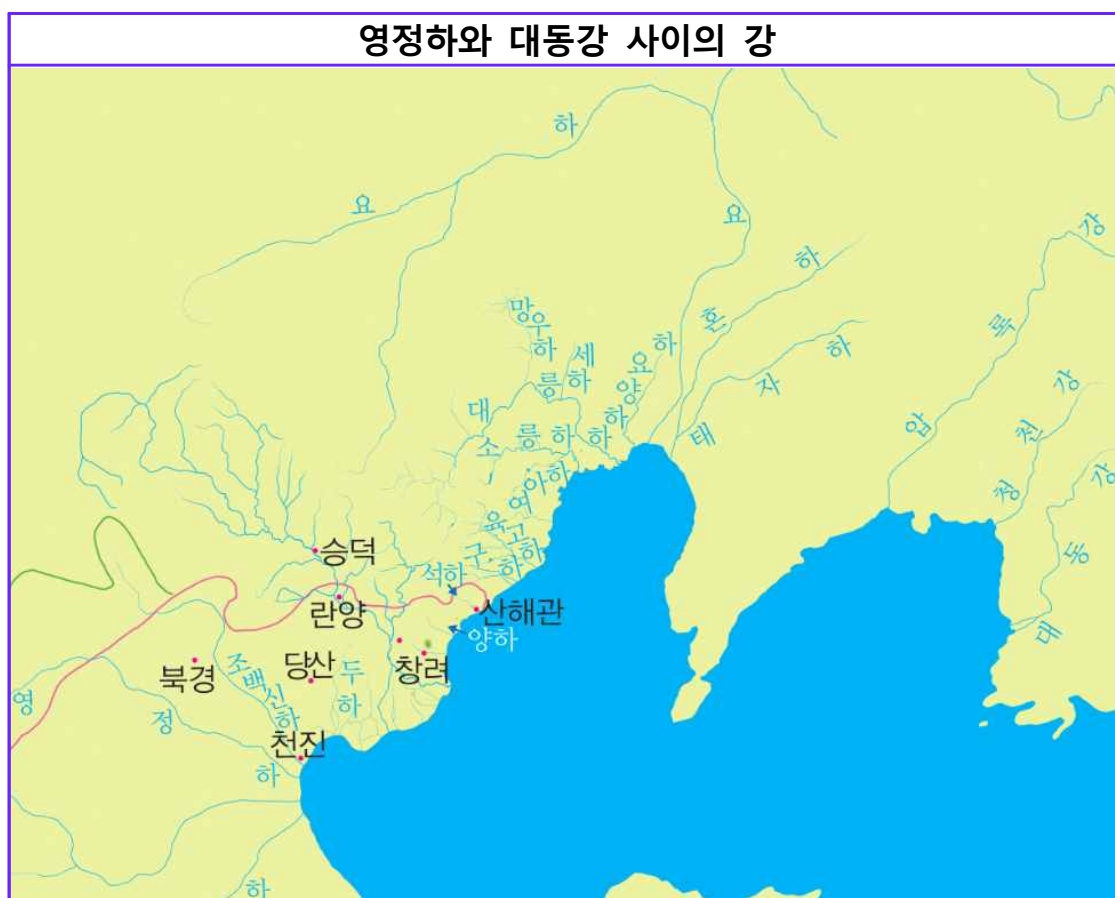 영정하와 대동강 사이의 강
요하
요하
혼하
태자하
압록강
청천강
대동강
망우하
세하
대릉하
소릉하
요양하
하
여아하
육고하
구하
석하
양하
승덕
란양
산해관
북경
당산
창려
두하
조백신하
천진
영정하
하